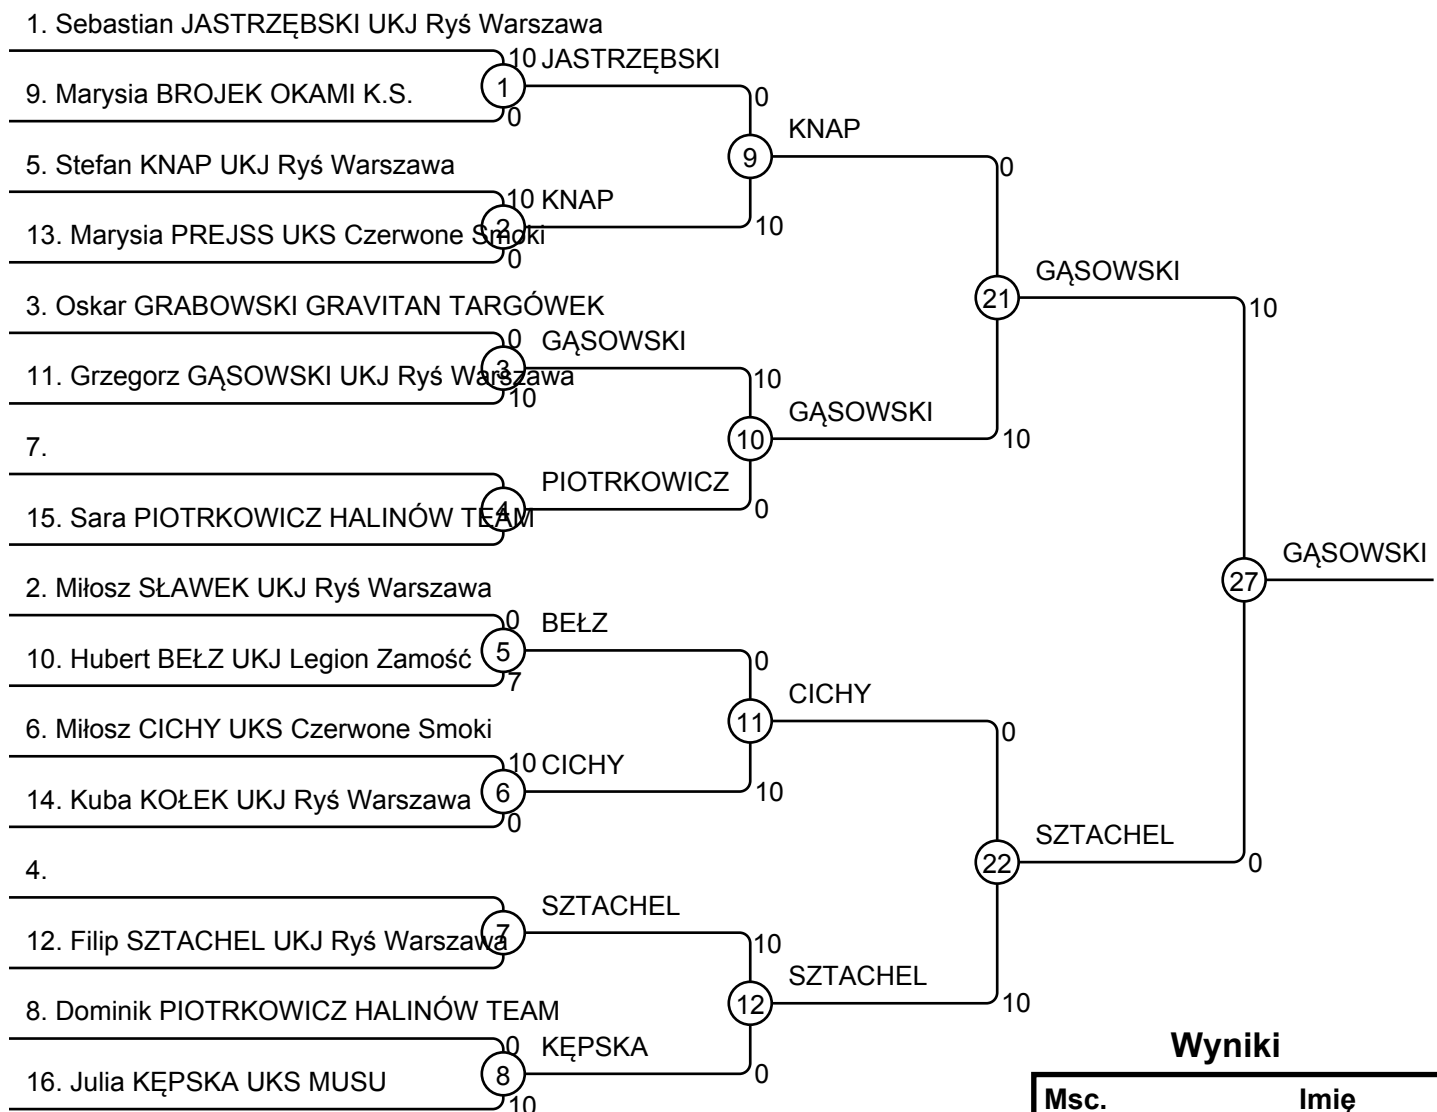 1. Sebastian JASTRZĘBSKI UKJ Ryś Warszawa
10 JASTRZĘBSKI
1
9. Marysia BROJEK OKAMI K.S.
0
0
KNAP
9
0
5. Stefan KNAP UKJ Ryś Warszawa
10 KNAP
2
13. Marysia PREJSS UKS Czerwone Smoki
0
10
21
GĄSOWSKI
10
3. Oskar GRABOWSKI GRAVITAN TARGÓWEK
0 GĄSOWSKI
3
11. Grzegorz GĄSOWSKI UKJ Ryś Warszawa
10
10
GĄSOWSKI
10
10
7.
PIOTRKOWICZ
4
15. Sara PIOTRKOWICZ HALINÓW TEAM
0
27
GĄSOWSKI
2. Miłosz SŁAWEK UKJ Ryś Warszawa
0 BEŁZ
5
10. Hubert BEŁZ UKJ Legion Zamość
7
0
CICHY
11
0
6. Miłosz CICHY UKS Czerwone Smoki
10 CICHY
6
14. Kuba KOŁEK UKJ Ryś Warszawa
0
10
22
SZTACHEL
0
4.
SZTACHEL
7
12. Filip SZTACHEL UKJ Ryś Warszawa
10
SZTACHEL
12
10
8. Dominik PIOTRKOWICZ HALINÓW TEAM
0 KĘPSKA
8
16. Julia KĘPSKA UKS MUSU
10
0
Wyniki
Msc. Imię